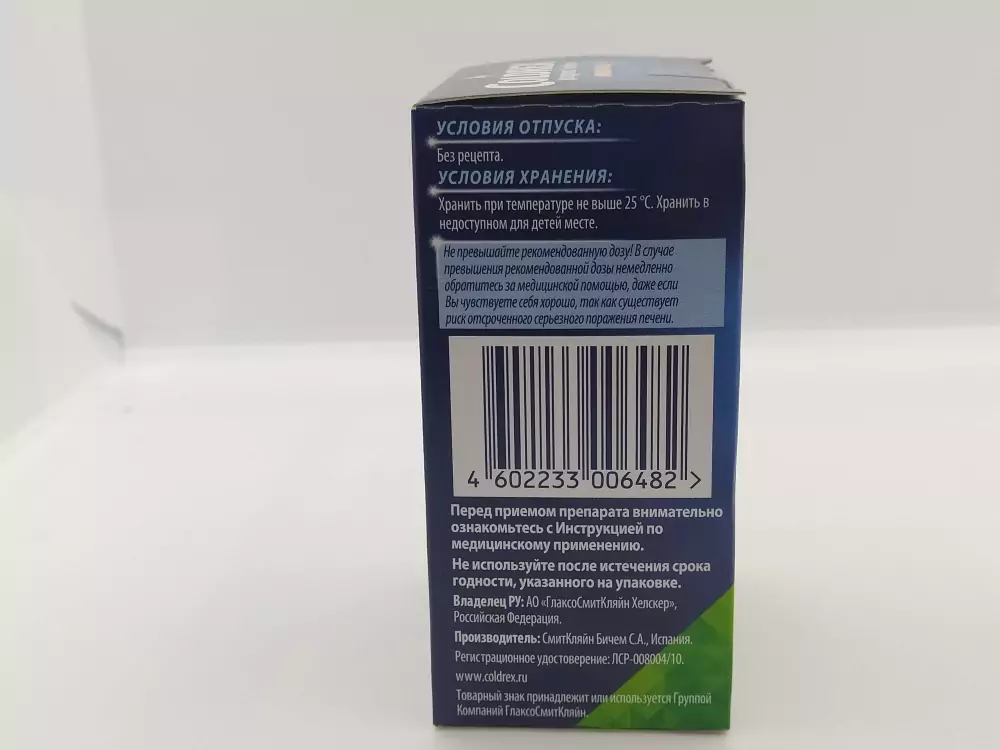 COLDREX
УСЛОВИЯ ОТПУСКА:
Без рецепта.
УСЛОВИЯ ХРАНЕНИЯ:
Хранить при температуре не выше 25 °C. Хранить в
недоступном для детей месте.
Не превышайте рекомендованную дозу! В случае
превышения рекомендованной дозы немедленно
обратитесь за медицинской помощью, даже если
Вы чувствуете себя хорошо, так как существует
риск отсроченного серьезного поражения печени.
4 602233 006482 >
Перед приемом препарата внимательно
ознакомьтесь с Инструкцией по
медицинскому применению.
Не используйте после истечения срока
годности, указанного на упаковке.
Владелец РУ: АО «ГлаксоСмитКляйн Хелскер»,
Российская Федерация.
Производитель: СмитКляйн Бичем С.А., Испания.
Регистрационное удостоверение: ЛСР-008004/10.
www.coldrex.ru
Товарный знак принадлежит или используется Группой
Компаний ГлаксоСмитКляйн.